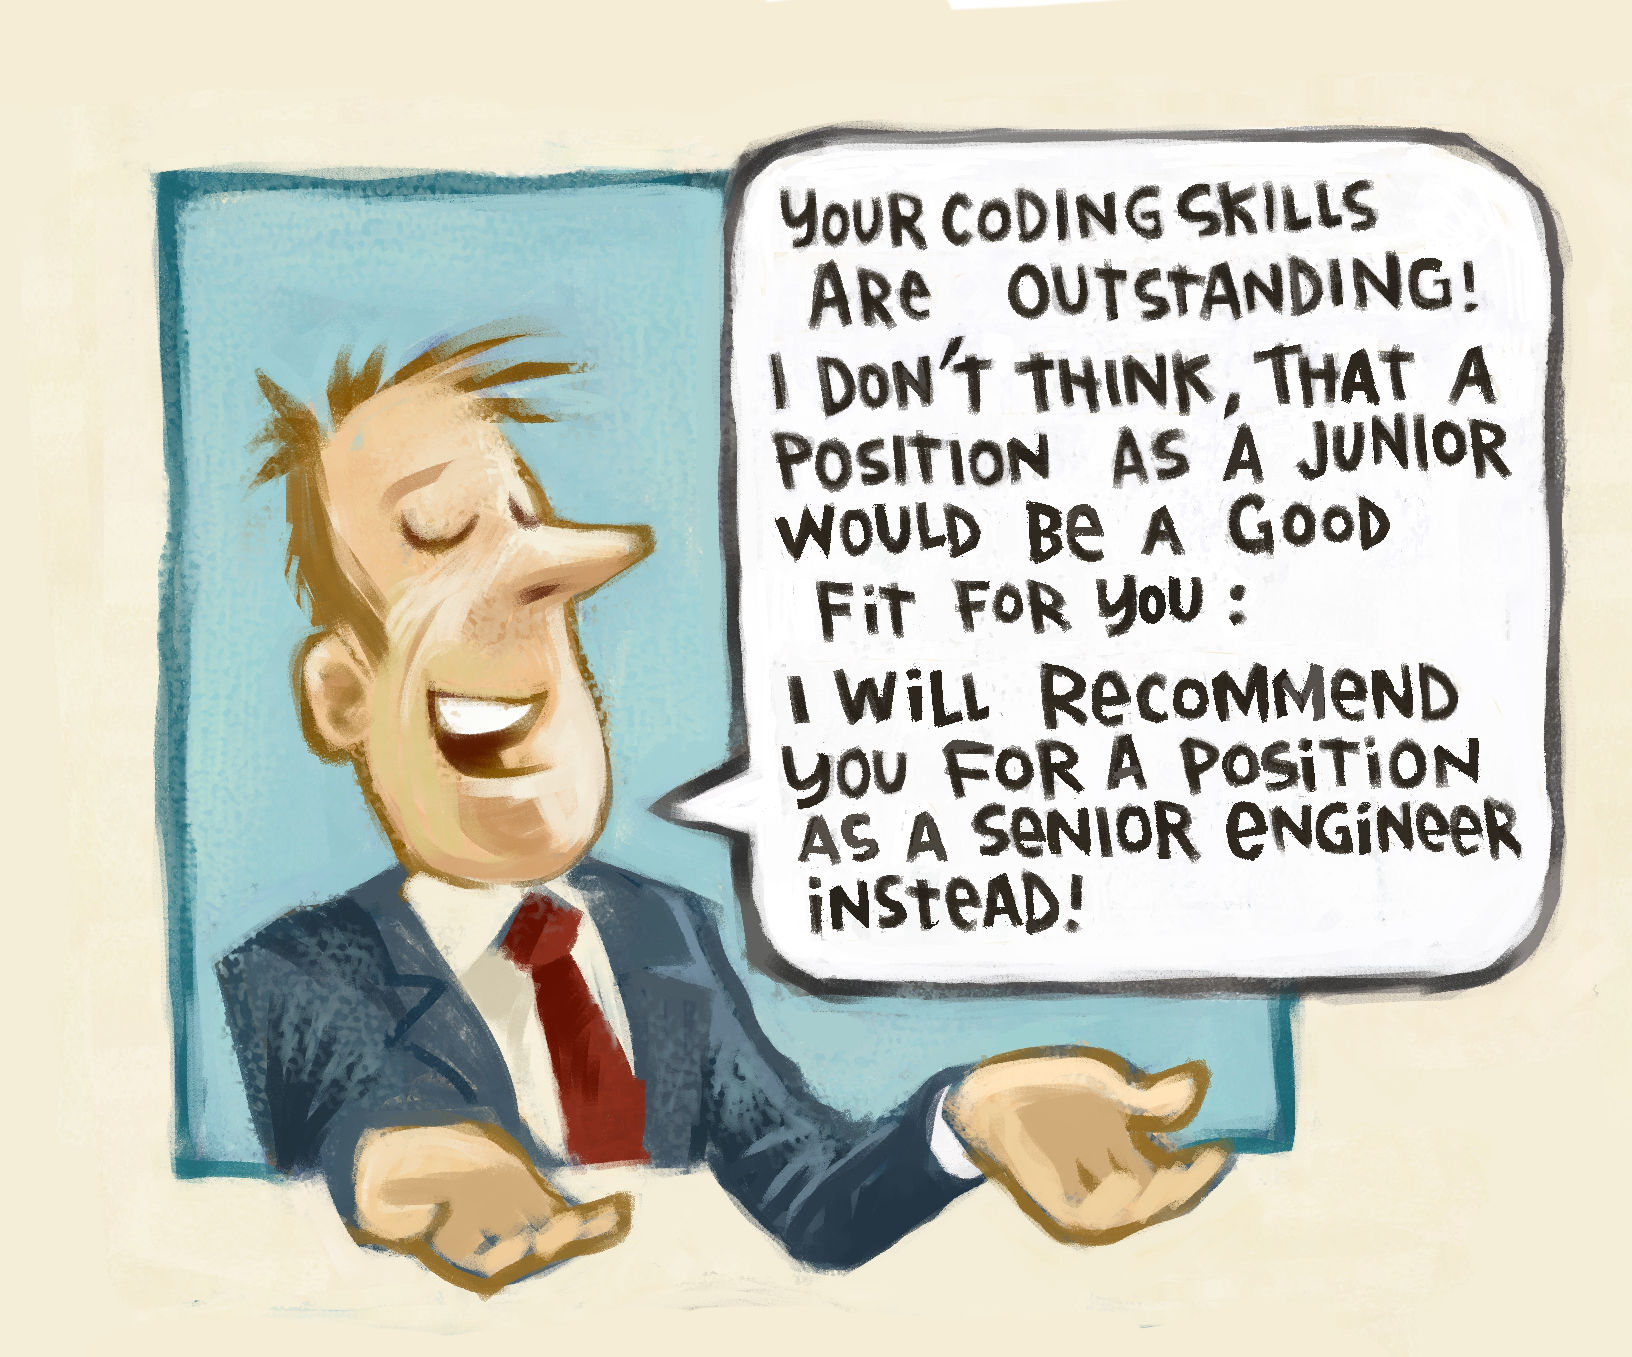 YOUR CODING SKILLS
ARe OUTSTANDING!
I DON'T THINK, THAT A
POSITION AS A JUNIOR
WOULD Be A GOOD
FiT FOR YOU:
I WiLL RecOMMeND
YOU FOR A POSiTiON
AS A SeNIOR eNGiNeeR
iNSteAD!